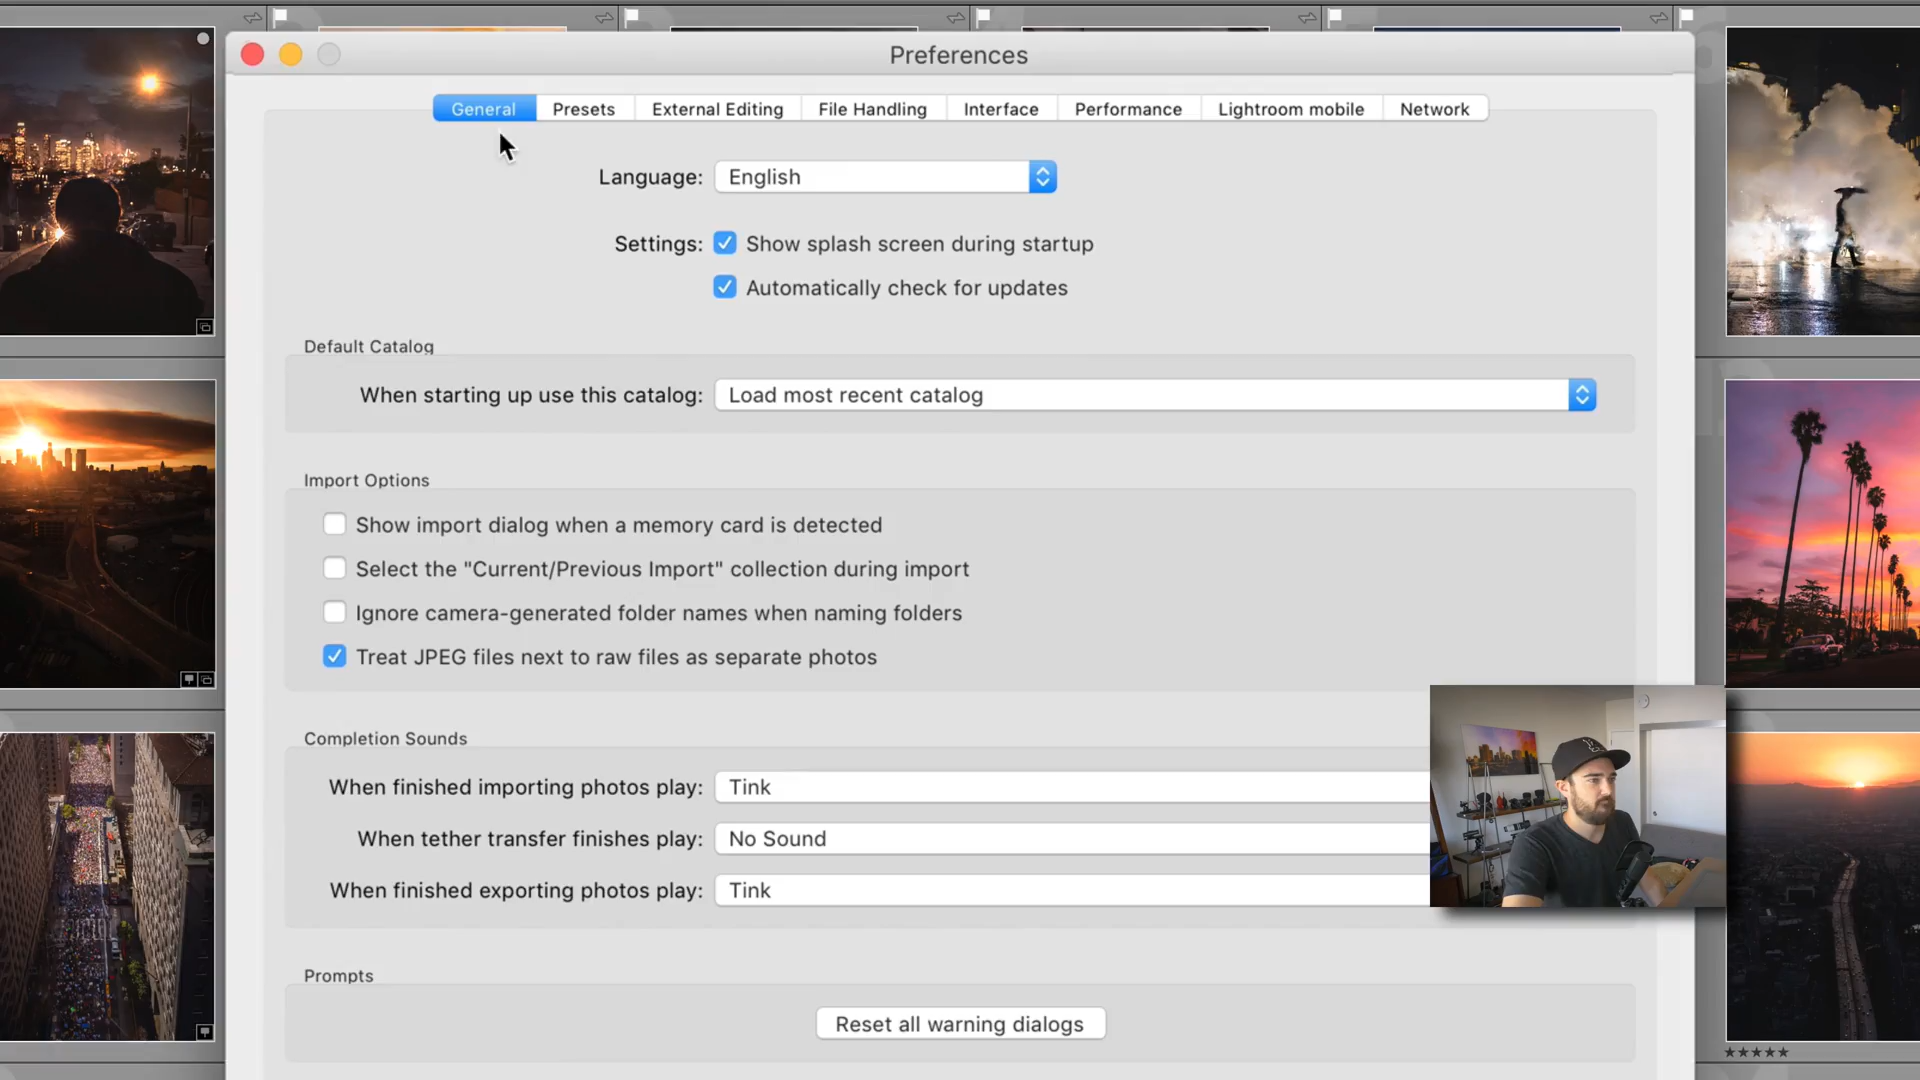 Preferences
General Presets External Editing File Handling Interface Performance Lightroom mobile Network
Language: English
Settings: Show splash screen during startup
Automatically check for updates
Default Catalog
When starting up use this catalog: Load most recent catalog
Import Options
Show import dialog when a memory card is detected
Select the "Current/Previous Import" collection during import
Ignore camera-generated folder names when naming folders
Treat JPEG files next to raw files as separate photos
Completion Sounds
When finished importing photos play: Tink
When tether transfer finishes play: No Sound
When finished exporting photos play: Tink
Prompts
Reset all warning dialogs